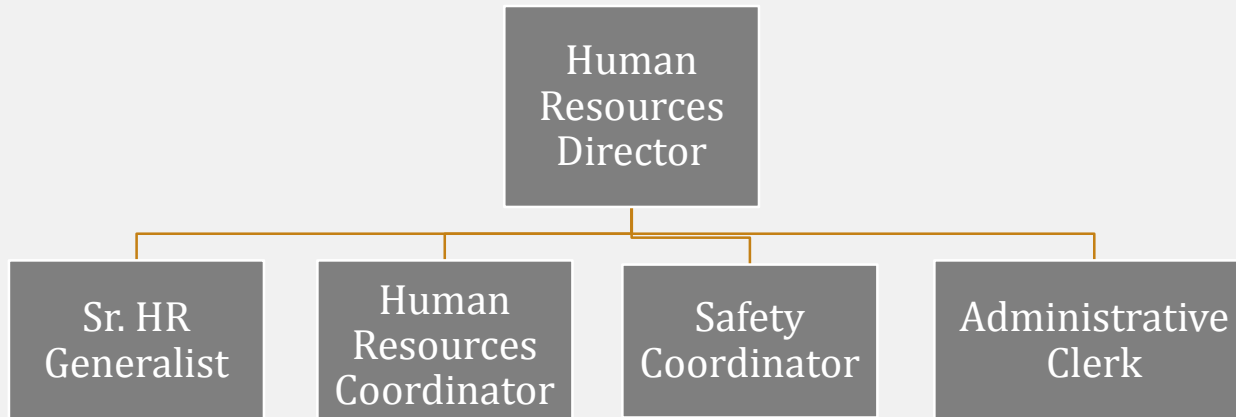 Human
Resources
Director
Sr. HR
Generalist
Human
Resources
Coordinator
Safety
Coordinator
Administrative
Clerk